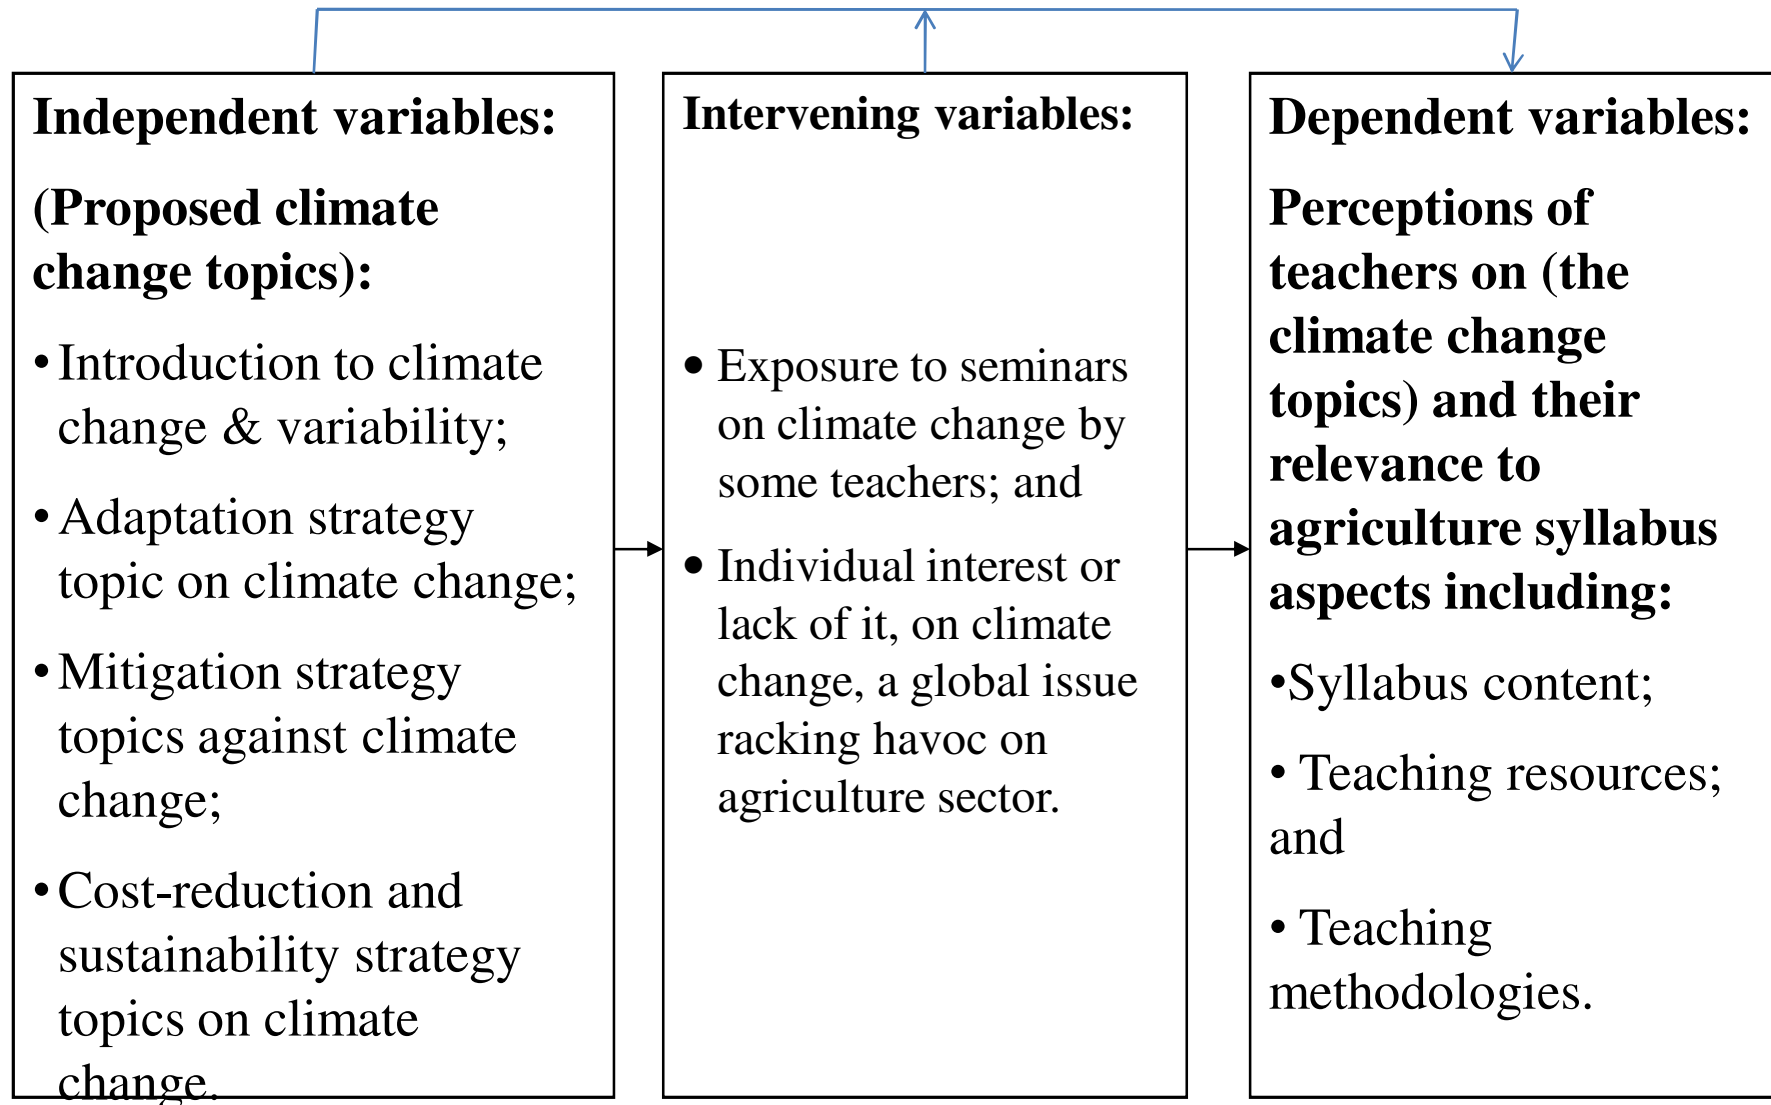 Independent variables:
(Proposed climate
change topics):
• Introduction to climate
change & variability;
• Adaptation strategy
topic on climate change;
• Mitigation strategy
topics against climate
change;
• Cost-reduction and
sustainability strategy
topics on climate
change.
Intervening variables:
• Exposure to seminars
on climate change by
some teachers; and
• Individual interest or
lack of it, on climate
change, a global issue
racking havoc on
agriculture sector.
Dependent variables:
Perceptions of
teachers on (the
climate change
topics) and their
relevance to
agriculture syllabus
aspects including:
•Syllabus content;
• Teaching resources;
and
• Teaching
methodologies.